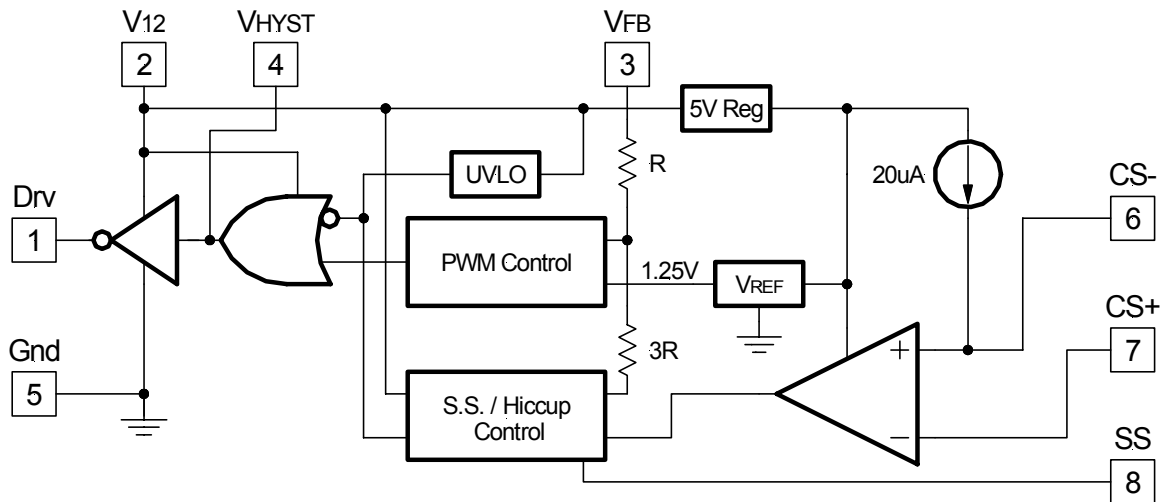 V12
VHYST
VFB
2
4
3
5V Reg
UVLO
R
20uA
CS-
6
Drv
1
PWM Control
1.25V
VREF
CS+
7
+
Gnd
5
3R
S.S. / Hiccup
Control
−
SS
8